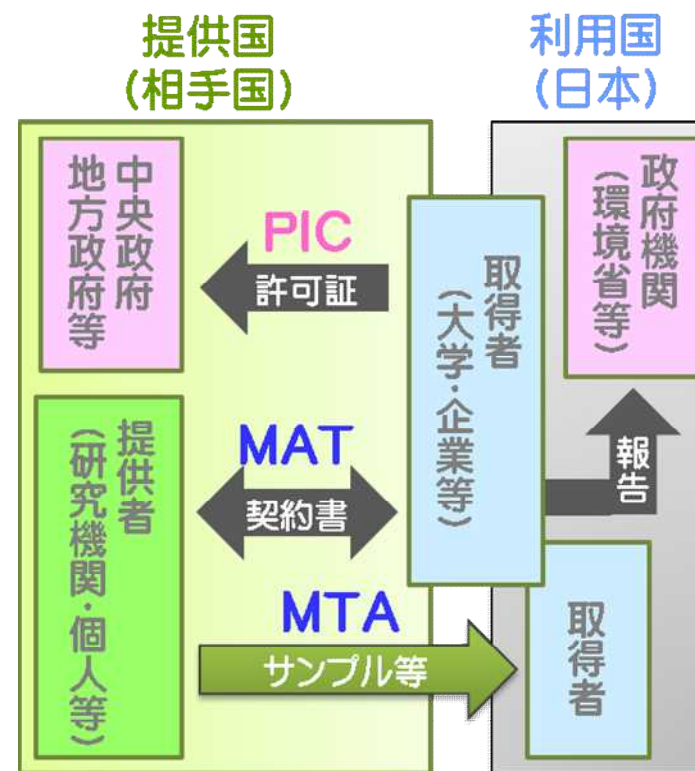 提供国
(相手国)
利用国
(日本)
中央政府
地方政府等
PIC
許可証
取得者
(大学・企業等)
政府機関
(環境省等)
提供者
(研究機関・個人等)
MAT
契約書
報告
MTA
サンプル等
取得者